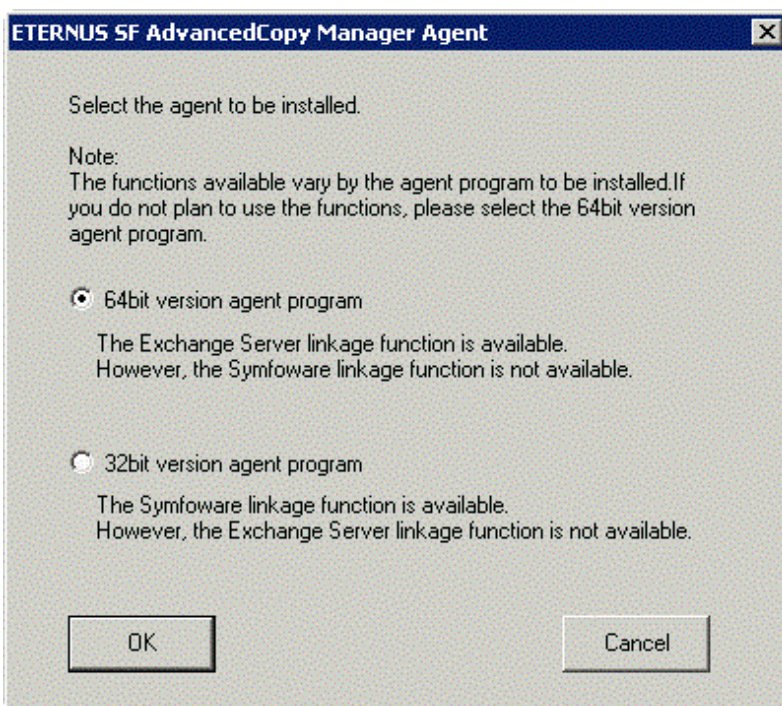 ETERNUS SF AdvancedCopy Manager Agent
Select the agent to be installed.
Note:
The functions available vary by the agent program to be installed.If
you do not plan to use the functions, please select the 64bit version
agent program.
64bit version agent program
The Exchange Server linkage function is available.
However, the Symfoware linkage function is not available.
32bit version agent program
The Symfoware linkage function is available.
However, the Exchange Server linkage function is not available.
OK
Cancel